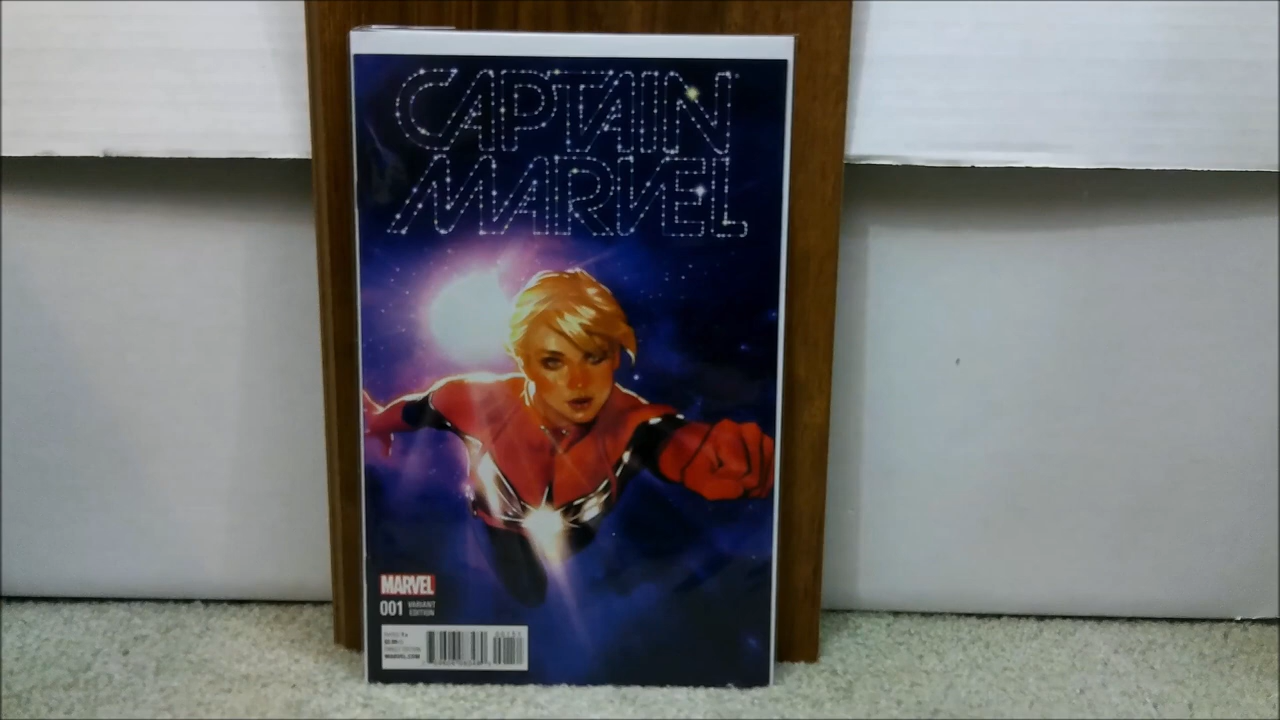 CAPTAIN
MARVEL
MARVEL
001 VARIANT
EDITION
MARVEL.COM